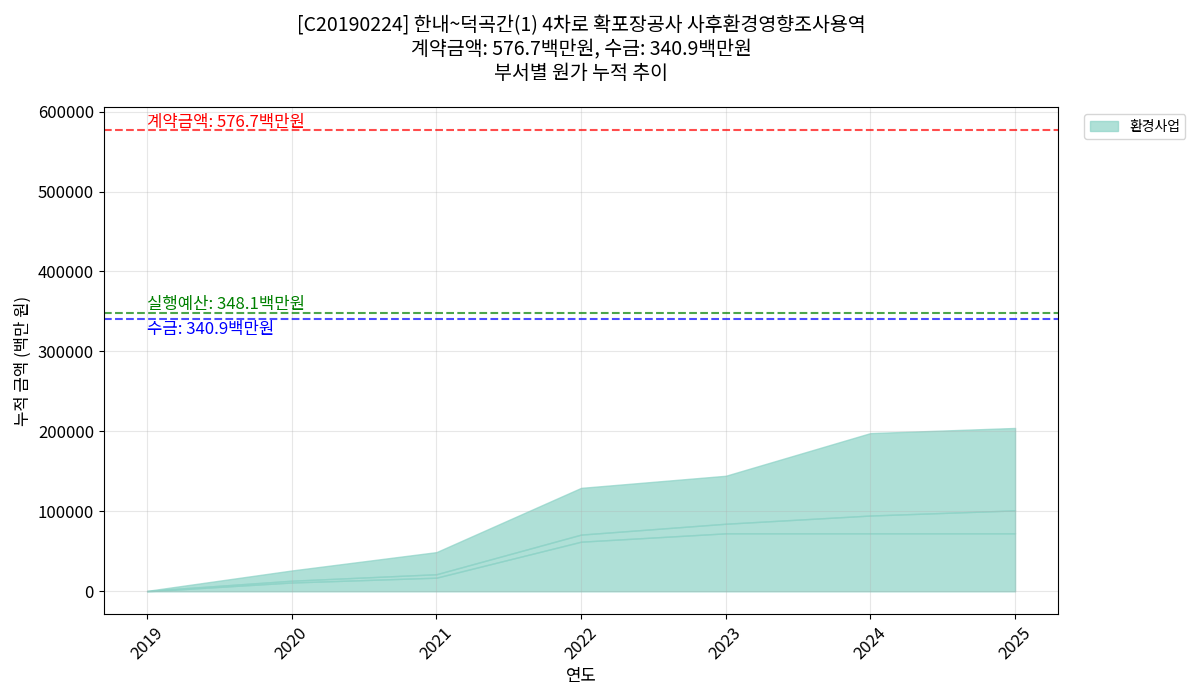 [C20190224] 한내~덕곡간(1) 4차로 확포장공사 사후환경영향조사용역
계약금액: 576.7백만원, 수금: 340.9백만원
부서별 원가 누적 추이
600000
계약금액: 576.7백만원
환경사업
500000
400000
실행예산: 348.1백만원
수금: 340.9백만원
300000
누적 금액 (백만 원)
200000
100000
0
2019
2020
2021
2022
2023
2024
2025
연도